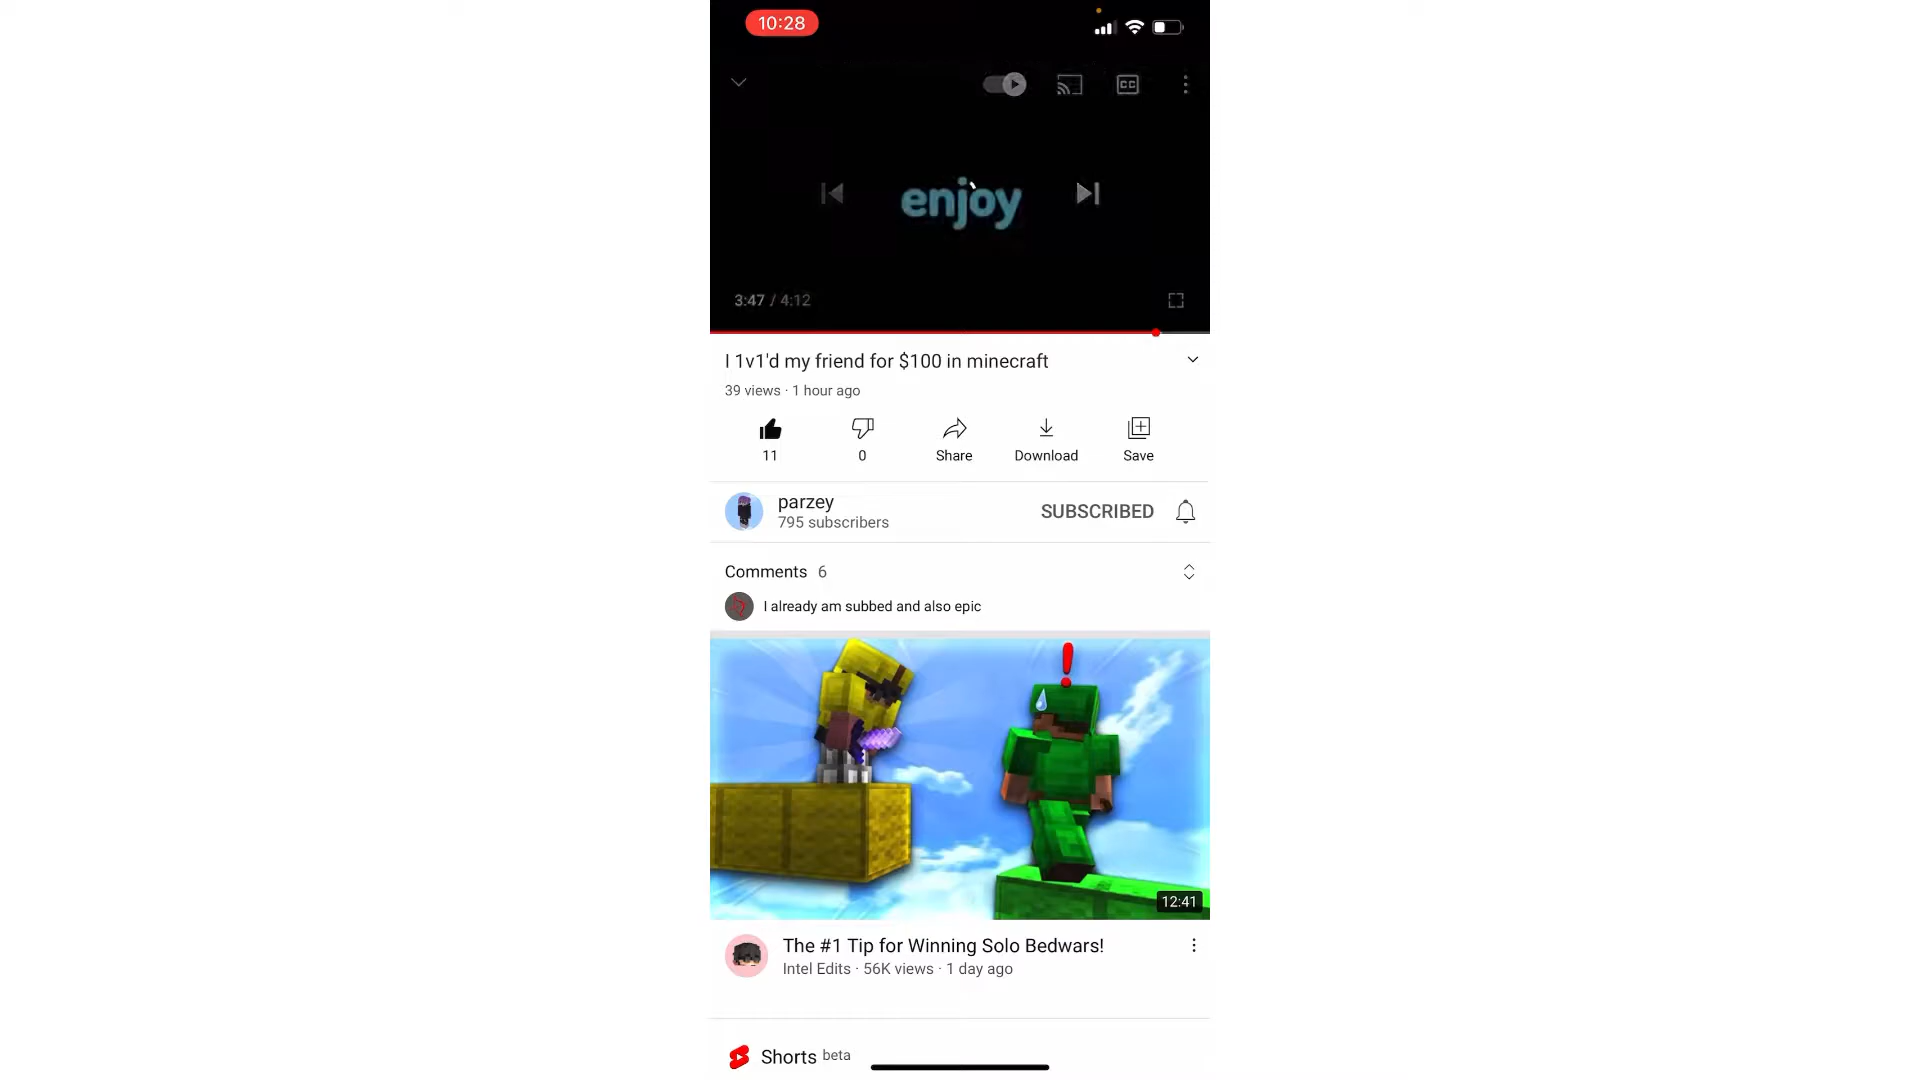 10:28
CC
enjoy
3:47 / 4:12
I 1v1'd my friend for $100 in minecraft
39 views · 1 hour ago
11
0
Share
Download
Save
parzey
795 subscribers
SUBSCRIBED
Comments 6
I already am subbed and also epic
12:41
The #1 Tip for Winning Solo Bedwars!
Intel Edits · 56K views · 1 day ago
Shorts beta